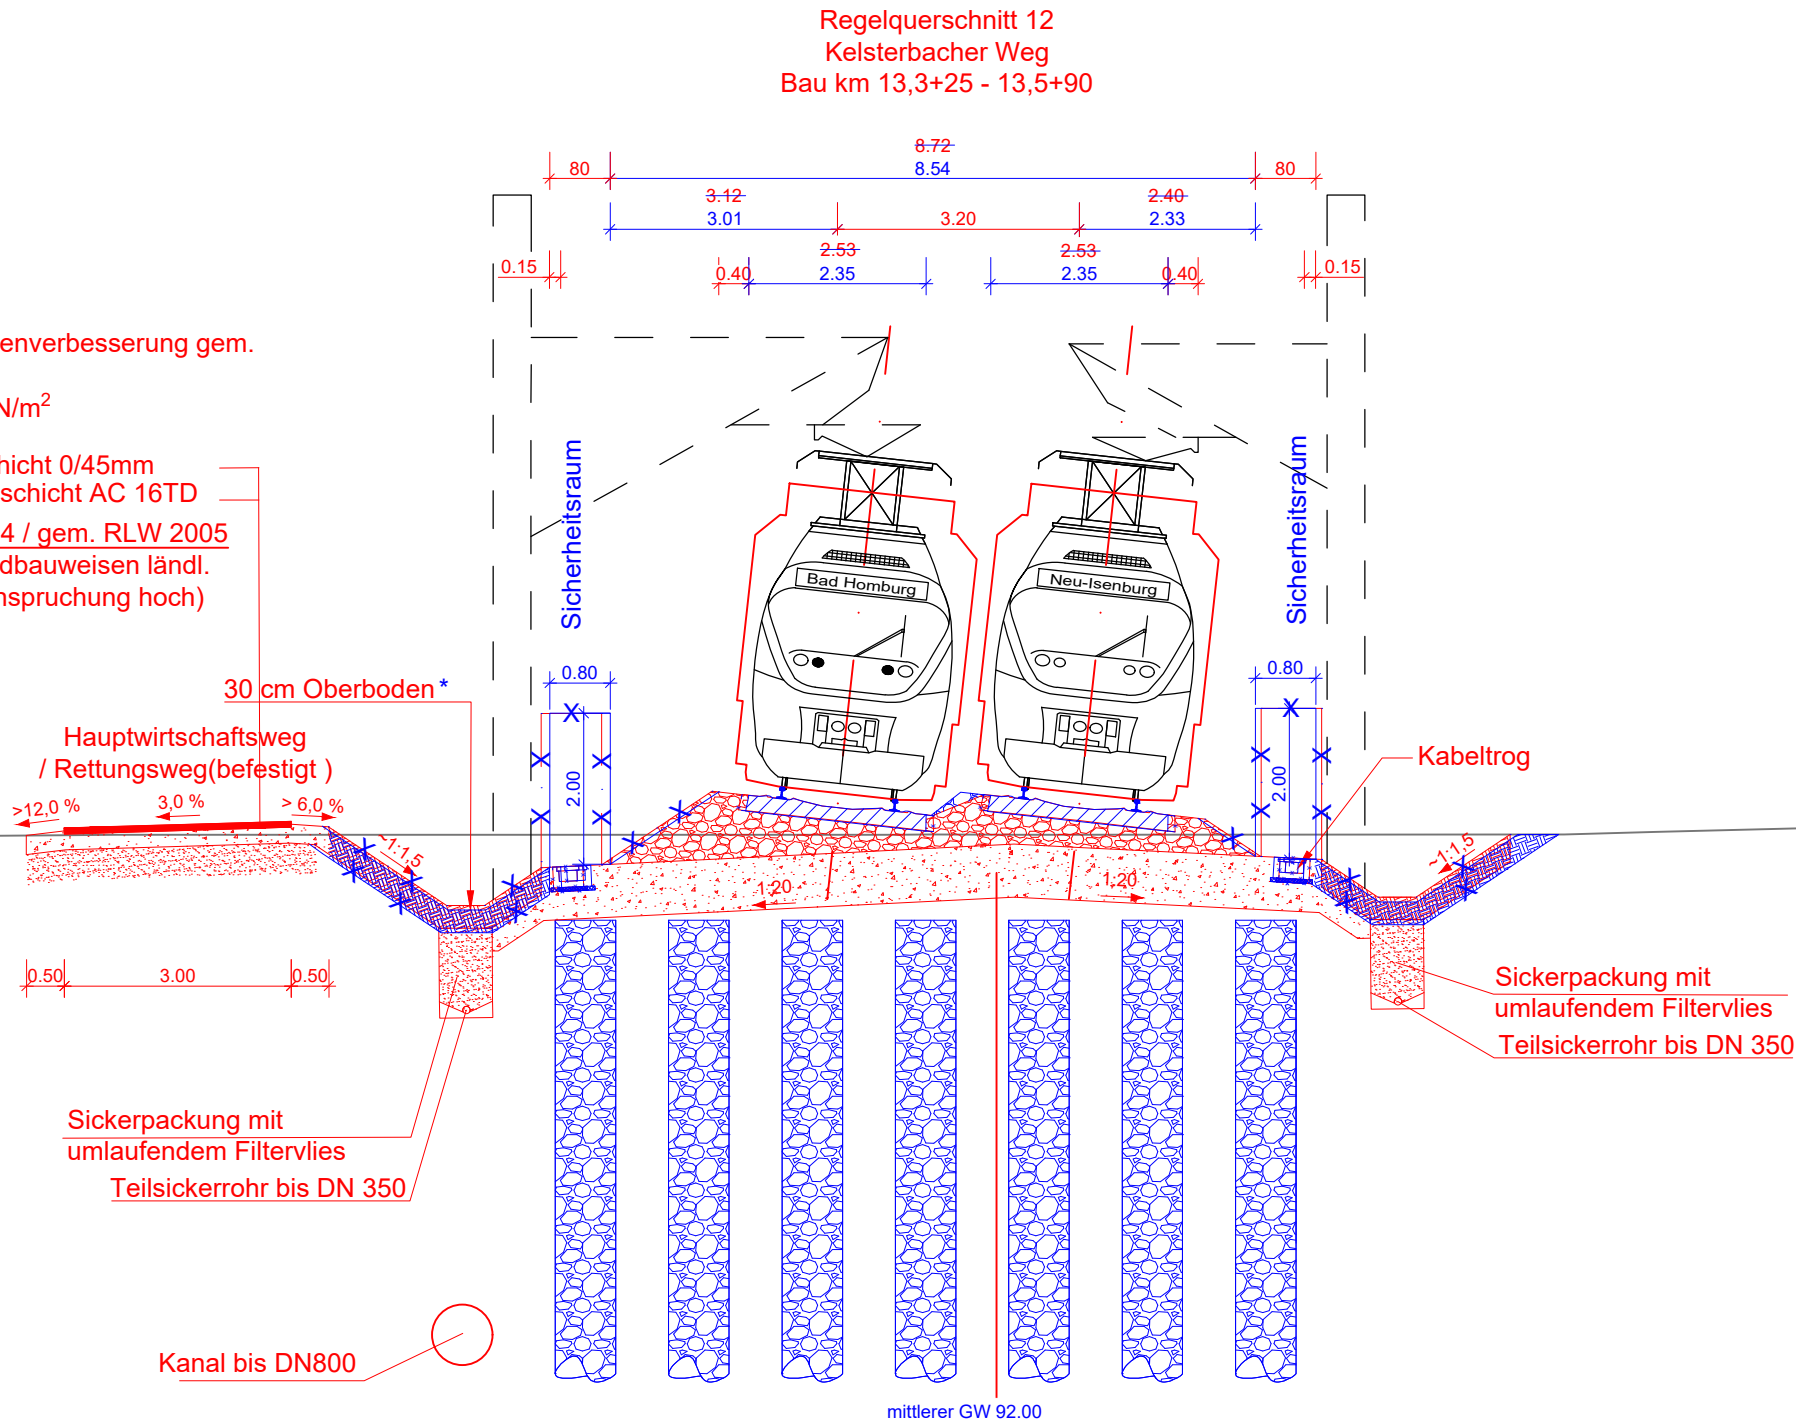 Regelquerschnitt 12
Kelsterbacher Weg
Bau km 13,3+25 - 13,5+90
8.72
80
8.54
80
3.12
2.40
3.01
3.20
2.33
2.53
2.53
0.15
0.40
2.35
2.35
0.40
0.15
enverbesserung gem.
N/m²
hicht 0/45mm
schicht AC 16TD
4 / gem. RLW 2005
dbauweisen ländl.
nspruchung hoch)
Sicherheitsraum
Sicherheitsraum
Bad Homburg
Neu-Isenburg
0.80
0.80
30 cm Oberboden*
Hauptwirtschaftsweg
/ Rettungsweg(befestigt )
Kabeltrog
2.00
2.00
>12,0 %
3,0 %
> 6,0 %
~1:1,5
~1:1,5
1,20
1,20
0.50
3.00
0.50
Sickerpackung mit
umlaufendem Filtervlies
Teilsickerrohr bis DN 350
Sickerpackung mit
umlaufendem Filtervlies
Teilsickerrohr bis DN 350
Kanal bis DN800
mittlerer GW 92.00